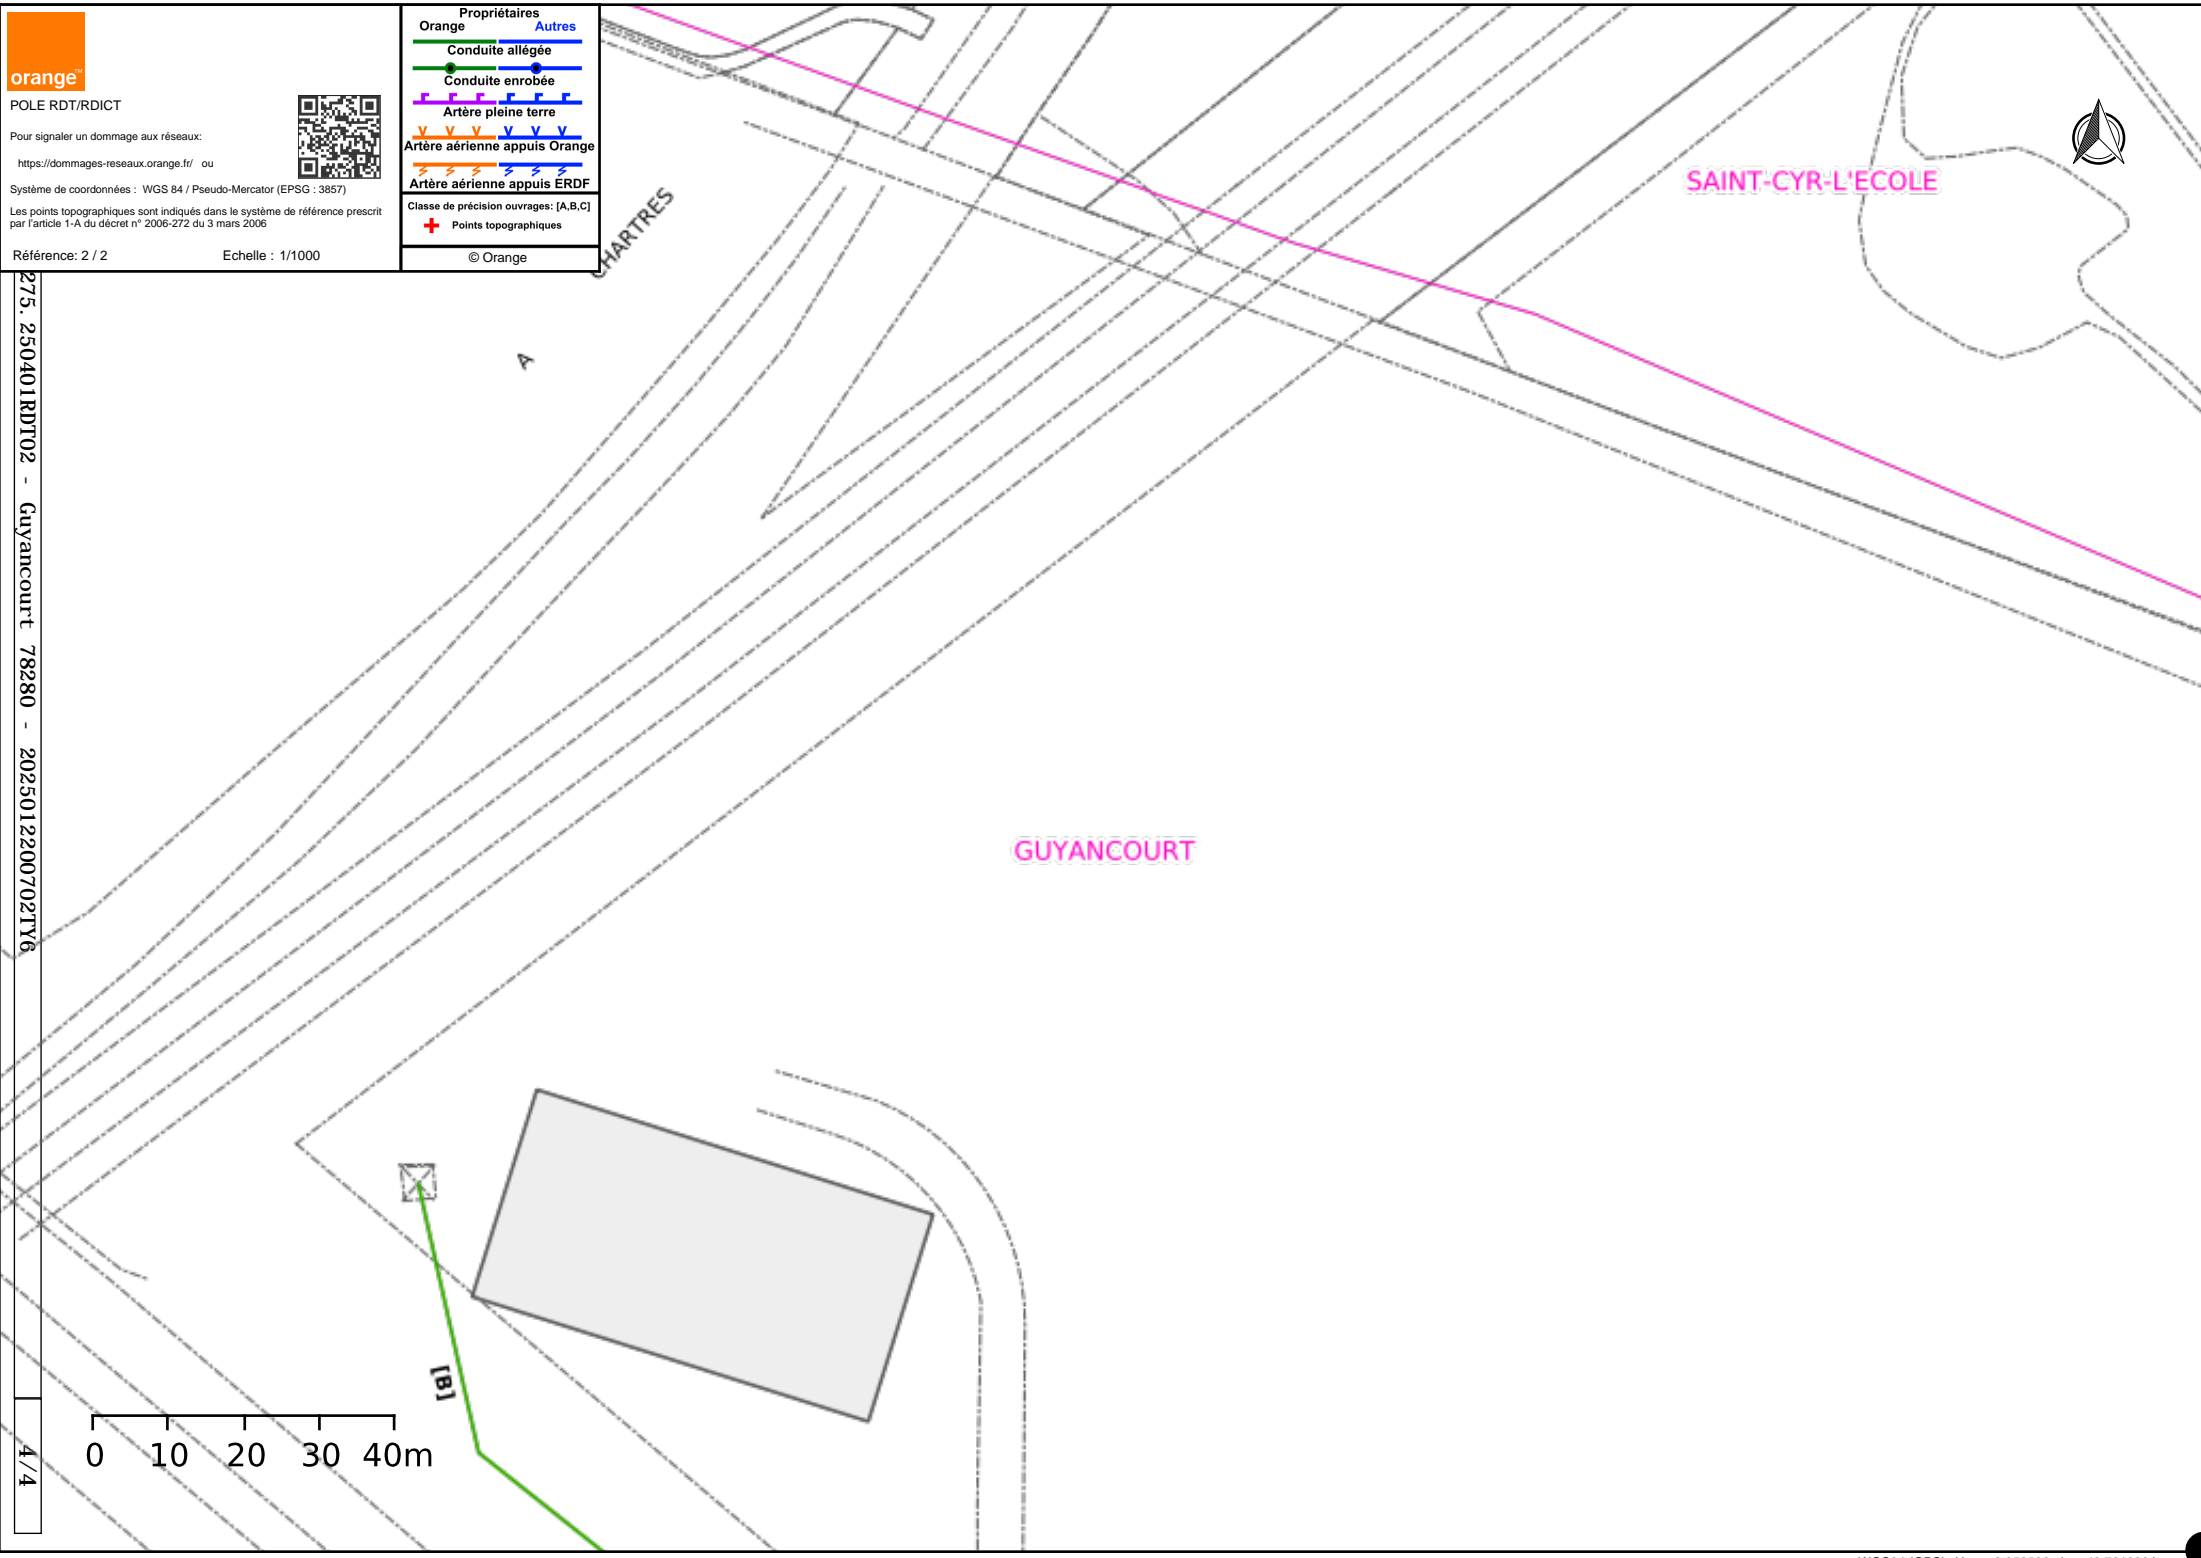 orange™
POLE RDT/RDICT
Pour signaler un dommage aux réseaux:
https://dommages-reseaux.orange.fr/ ou
Système de coordonnées : WGS 84 / Pseudo-Mercator (EPSG : 3857)
Les points topographiques sont indiqués dans le système de référence prescrit
par l'article 1-A du décret n° 2006-272 du 3 mars 2006
Référence: 2 / 2 Echelle : 1/1000
Propriétaires
Orange Autres
Conduite allégée
Conduite enrobée
Artère pleine terre
Artère aérienne appuis Orange
Artère aérienne appuis ERDF
Classe de précision ouvrages: [A,B,C]
Points topographiques
© Orange
CHARTRES
A
SAINT-CYR-L'ECOLE
GUYANCOURT
275. 250401RDT02 - Guyancourt 78280 - 2025012200702TY6
4/4
[B]
0 10 20 30 40m